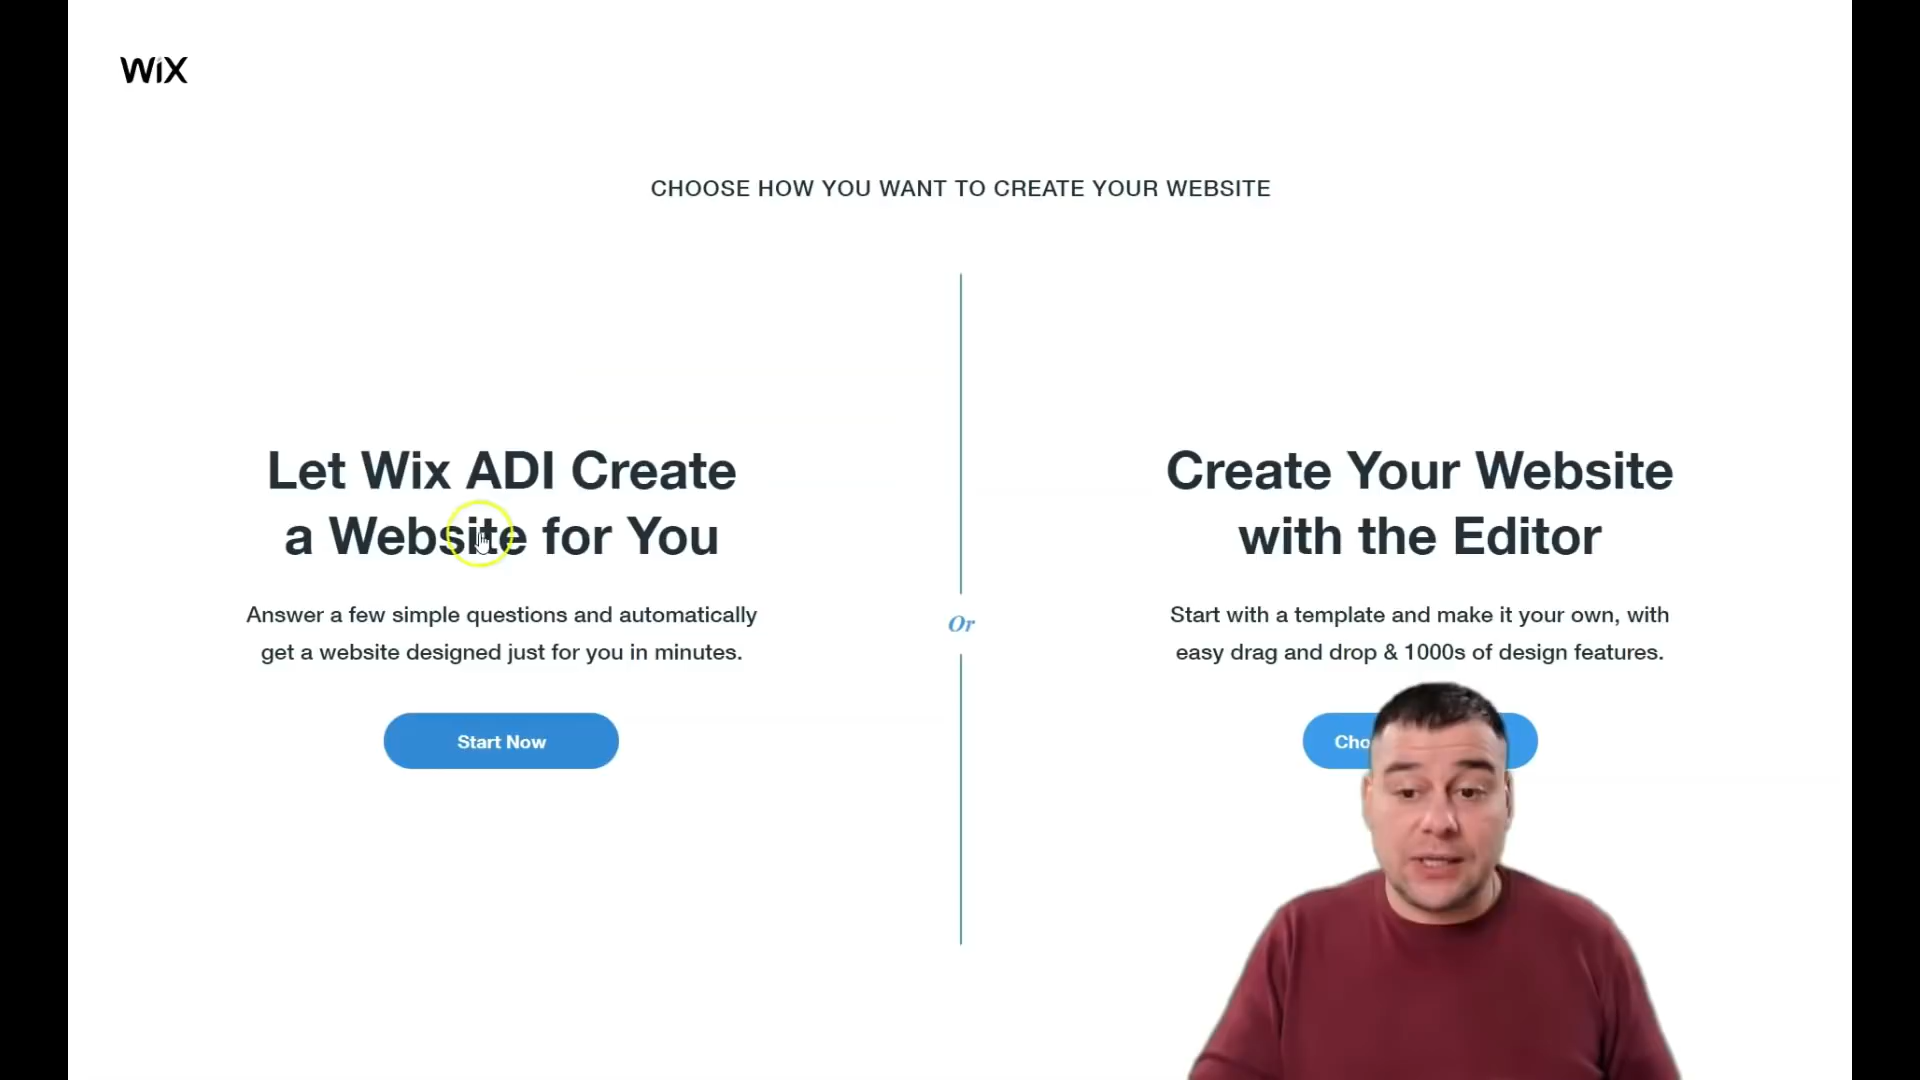 WiX
CHOOSE HOW YOU WANT TO CREATE YOUR WEBSITE
Let Wix ADI Create
a Website for You
Answer a few simple questions and automatically
get a website designed just for you in minutes.
Start Now
Or
Create Your Website
with the Editor
Start with a template and make it your own, with
easy drag and drop & 1000s of design features.